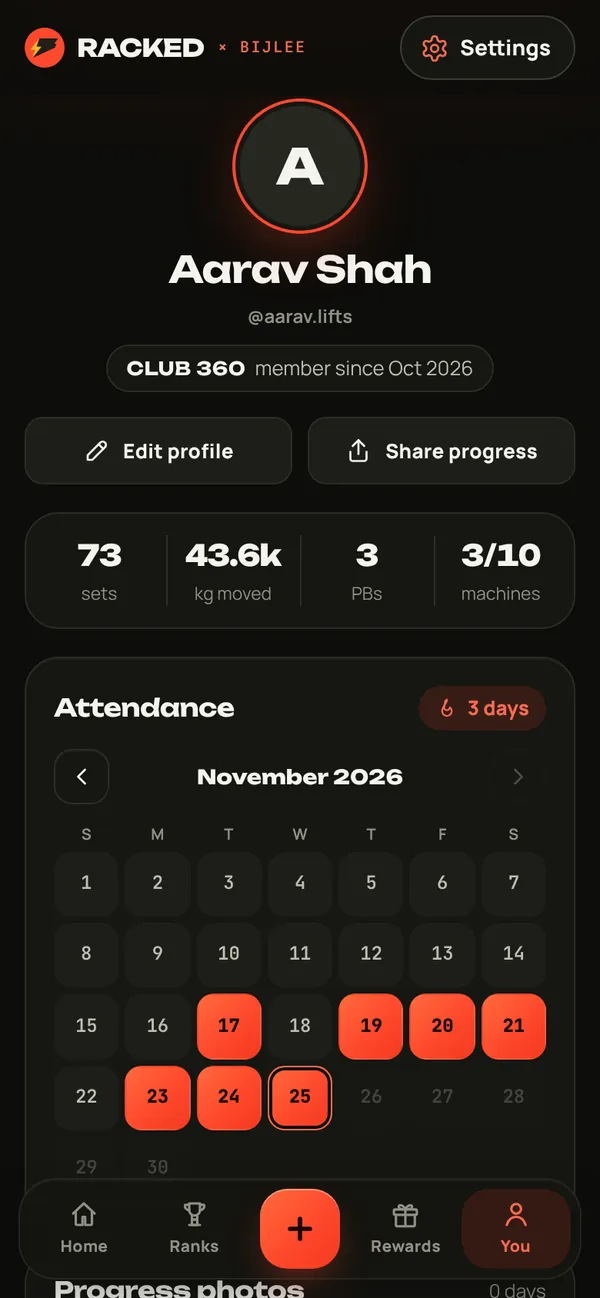 RACKED × BIJLEE Settings
A
Aarav Shah
@aarav.lifts
CLUB 360 member since Oct 2026
Edit profile Share progress
73 43.6k 3 3/10
sets kg moved PBs machines
Attendance 3 days
November 2026
S M T W T F S
1 2 3 4 5 6 7
8 9 10 11 12 13 14
15 16 17 18 19 20 21
22 23 24 25 26 27 28
29 30
Home Ranks + Rewards You
Progress photos 0 days